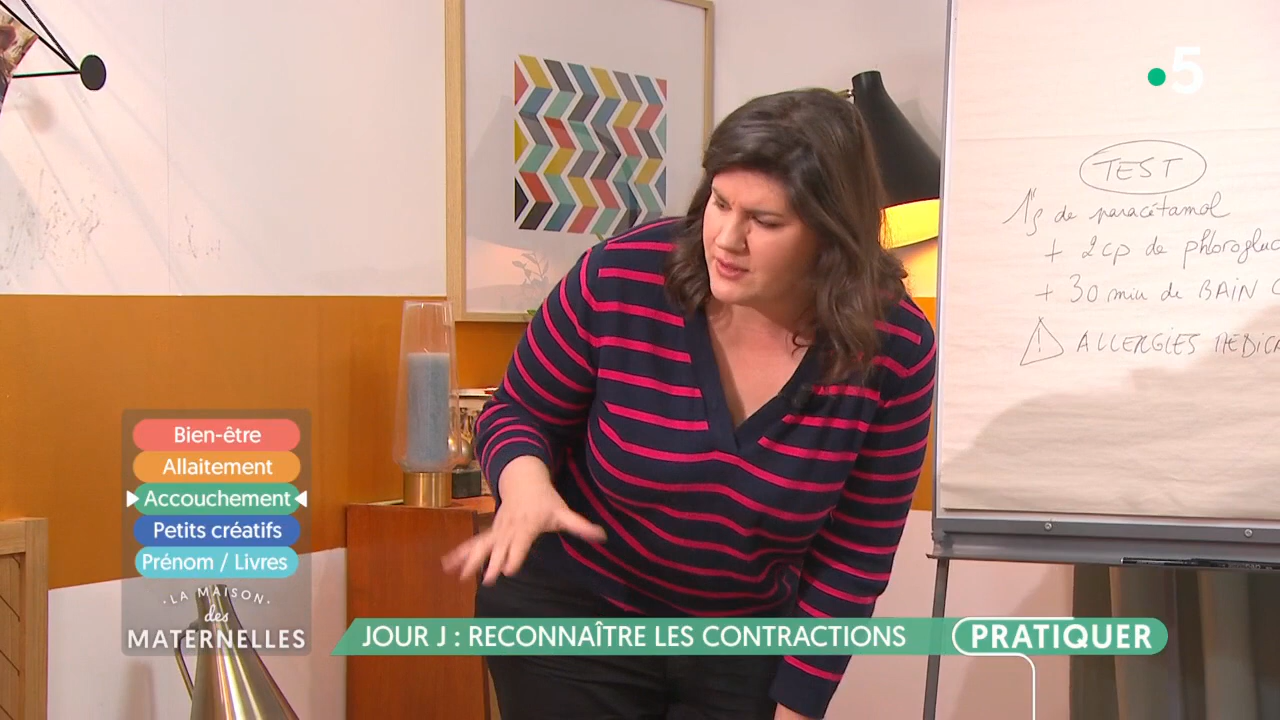 5
TEST
1g de paracétamol
+ 2cp de phlorogluc
+ 30 min de BAIN C
! ALLERGIES MEDICA
Bien-être
Allaitement
Accouchement
Petits créatifs
Prénom / Livres
·LA MAISON·
des
MATERNELLES
JOUR J : RECONNAÎTRE LES CONTRACTIONS
PRATIQUER